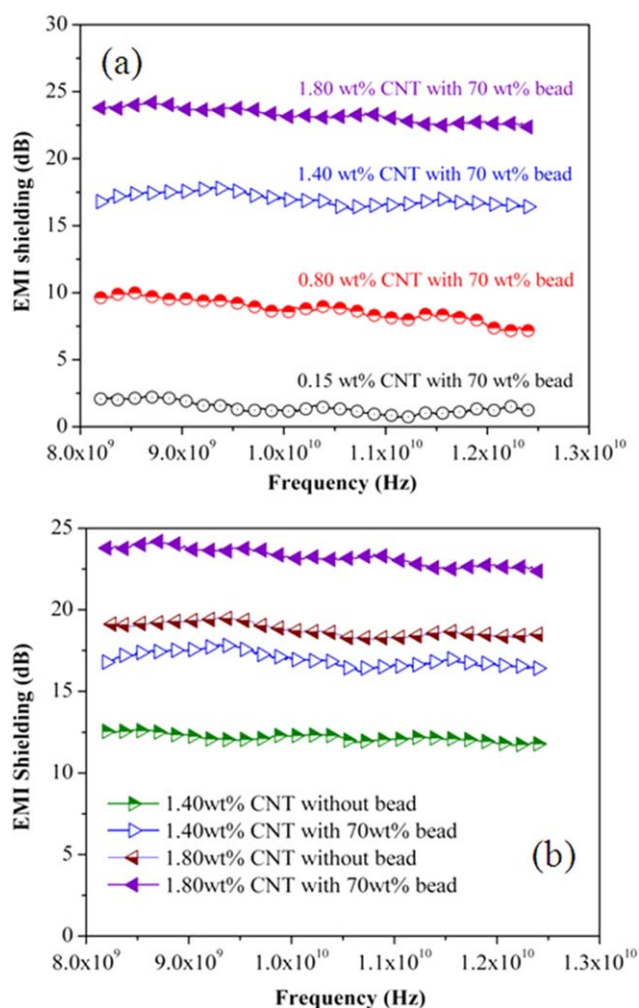 30
(a)
1.80 wt% CNT with 70 wt% bead
25
20
1.40 wt% CNT with 70 wt% bead
15
0.80 wt% CNT with 70 wt% bead
10
5
0.15 wt% CNT with 70 wt% bead
0
EMI shielding (dB)
8.0x10⁹ 9.0x10⁹ 1.0x10¹⁰ 1.1x10¹⁰ 1.2x10¹⁰ 1.3x10¹⁰
Frequency (Hz)
25
20
15
10
5
0
EMI Shielding (dB)
1.40wt% CNT without bead
1.40wt% CNT with 70wt% bead
1.80wt% CNT without bead
1.80wt% CNT with 70wt% bead
(b)
8.0x10⁹ 9.0x10⁹ 1.0x10¹⁰ 1.1x10¹⁰ 1.2x10¹⁰ 1.3x10¹⁰
Frequency (Hz)